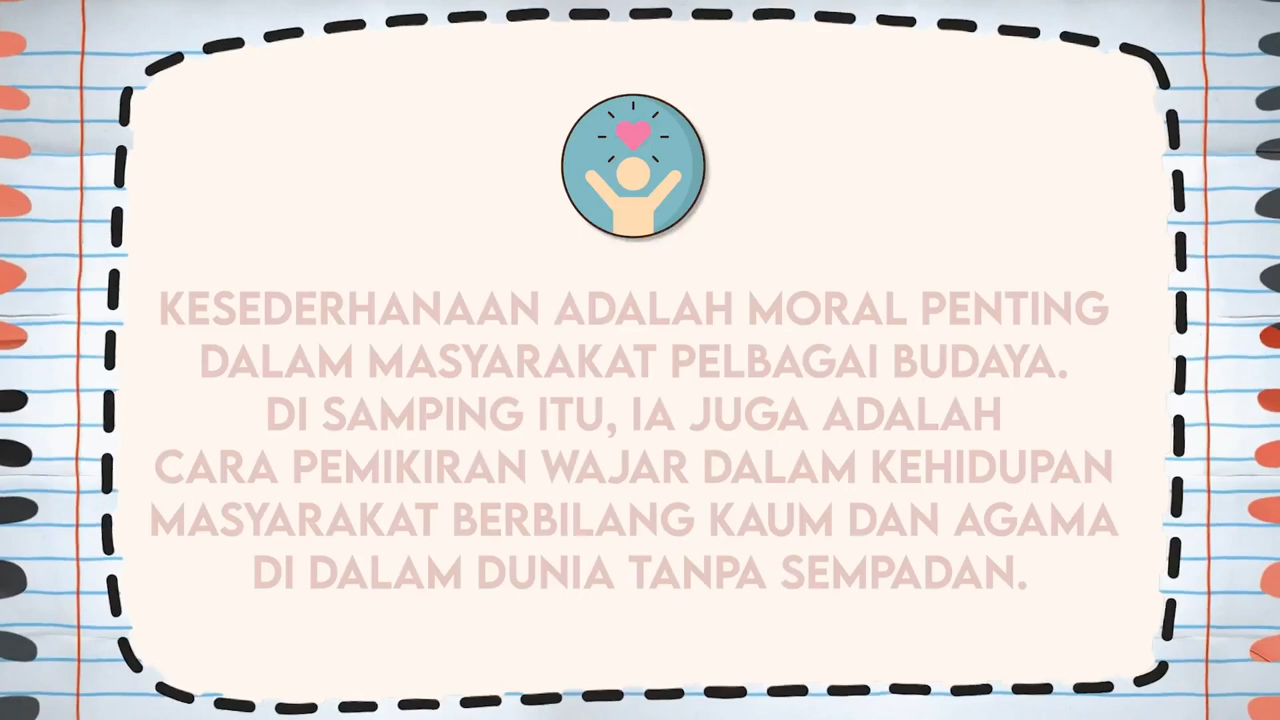 KESEDERHANAAN ADALAH MORAL PENTING
DALAM MASYARAKAT PELBAGAI BUDAYA.
DI SAMPING ITU, IA JUGA ADALAH
CARA PEMIKIRAN WAJAR DALAM KEHIDUPAN
MASYARAKAT BERBILANG KAUM DAN AGAMA
DI DALAM DUNIA TANPA SEMPADAN.